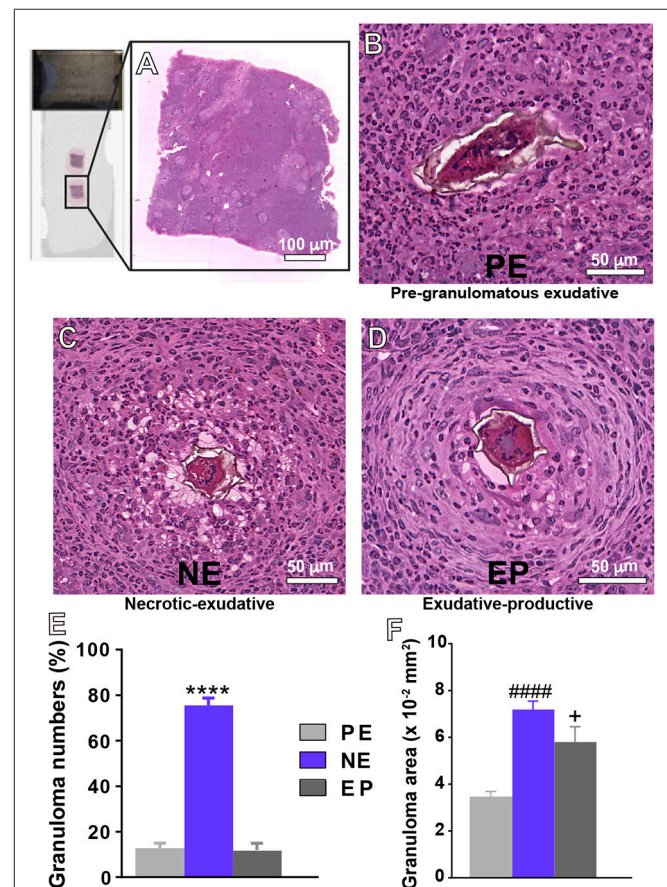 A
100 µm
B
PE
50 µm
Pre-granulomatous exudative
C
NE
50 µm
Necrotic-exudative
D
EP
50 µm
Exudative-productive
E
Granuloma numbers (%)
100
80
60
40
20
0
****
PE
NE
EP
F
Granuloma area (x 10⁻² mm²)
10
8
6
4
2
0
####
+